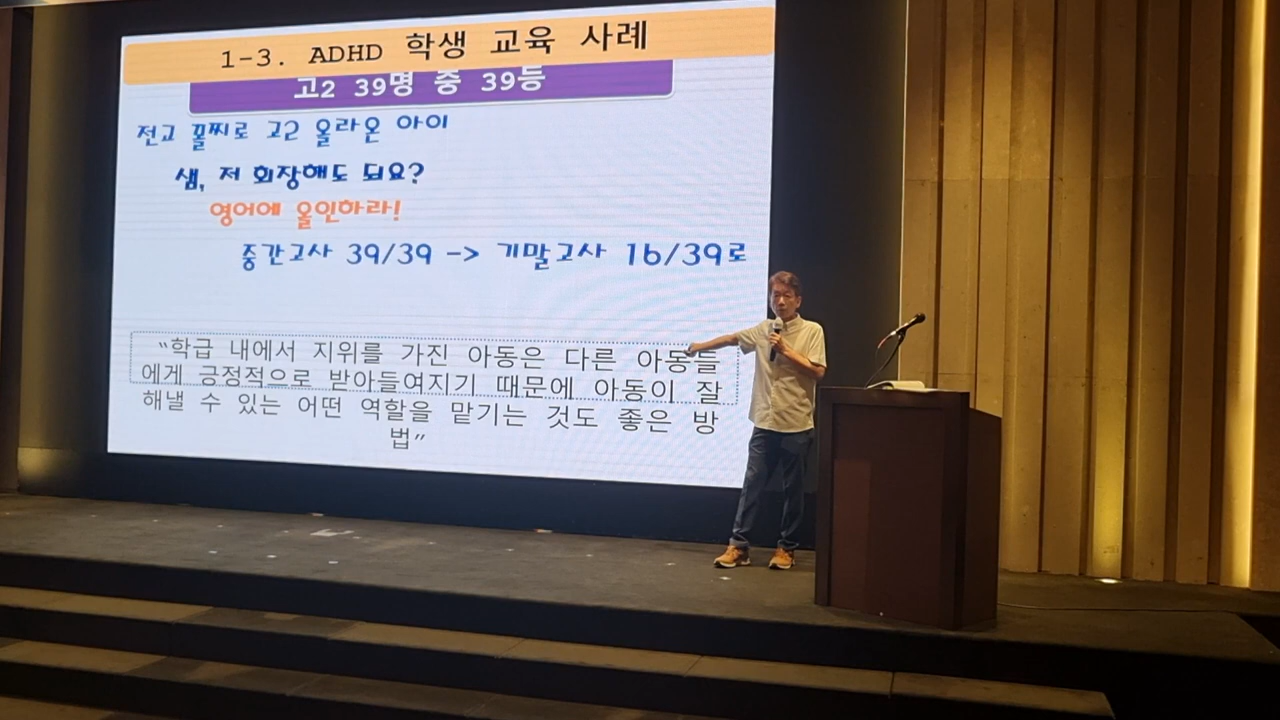 1-3. ADHD 학생 교육 사례
고2 39명 중 39등
전교 꼴찌로 고2 올라온 아이
샘, 저 회장해도 되요?
영어에 올인하라!
중간고사 39/39 -> 기말고사 16/39로
“학급 내에서 지위를 가진 아동은 다른 아동들
에게 긍정적으로 받아들여지기 때문에 아동이 잘
해낼 수 있는 어떤 역할을 맡기는 것도 좋은 방
법”